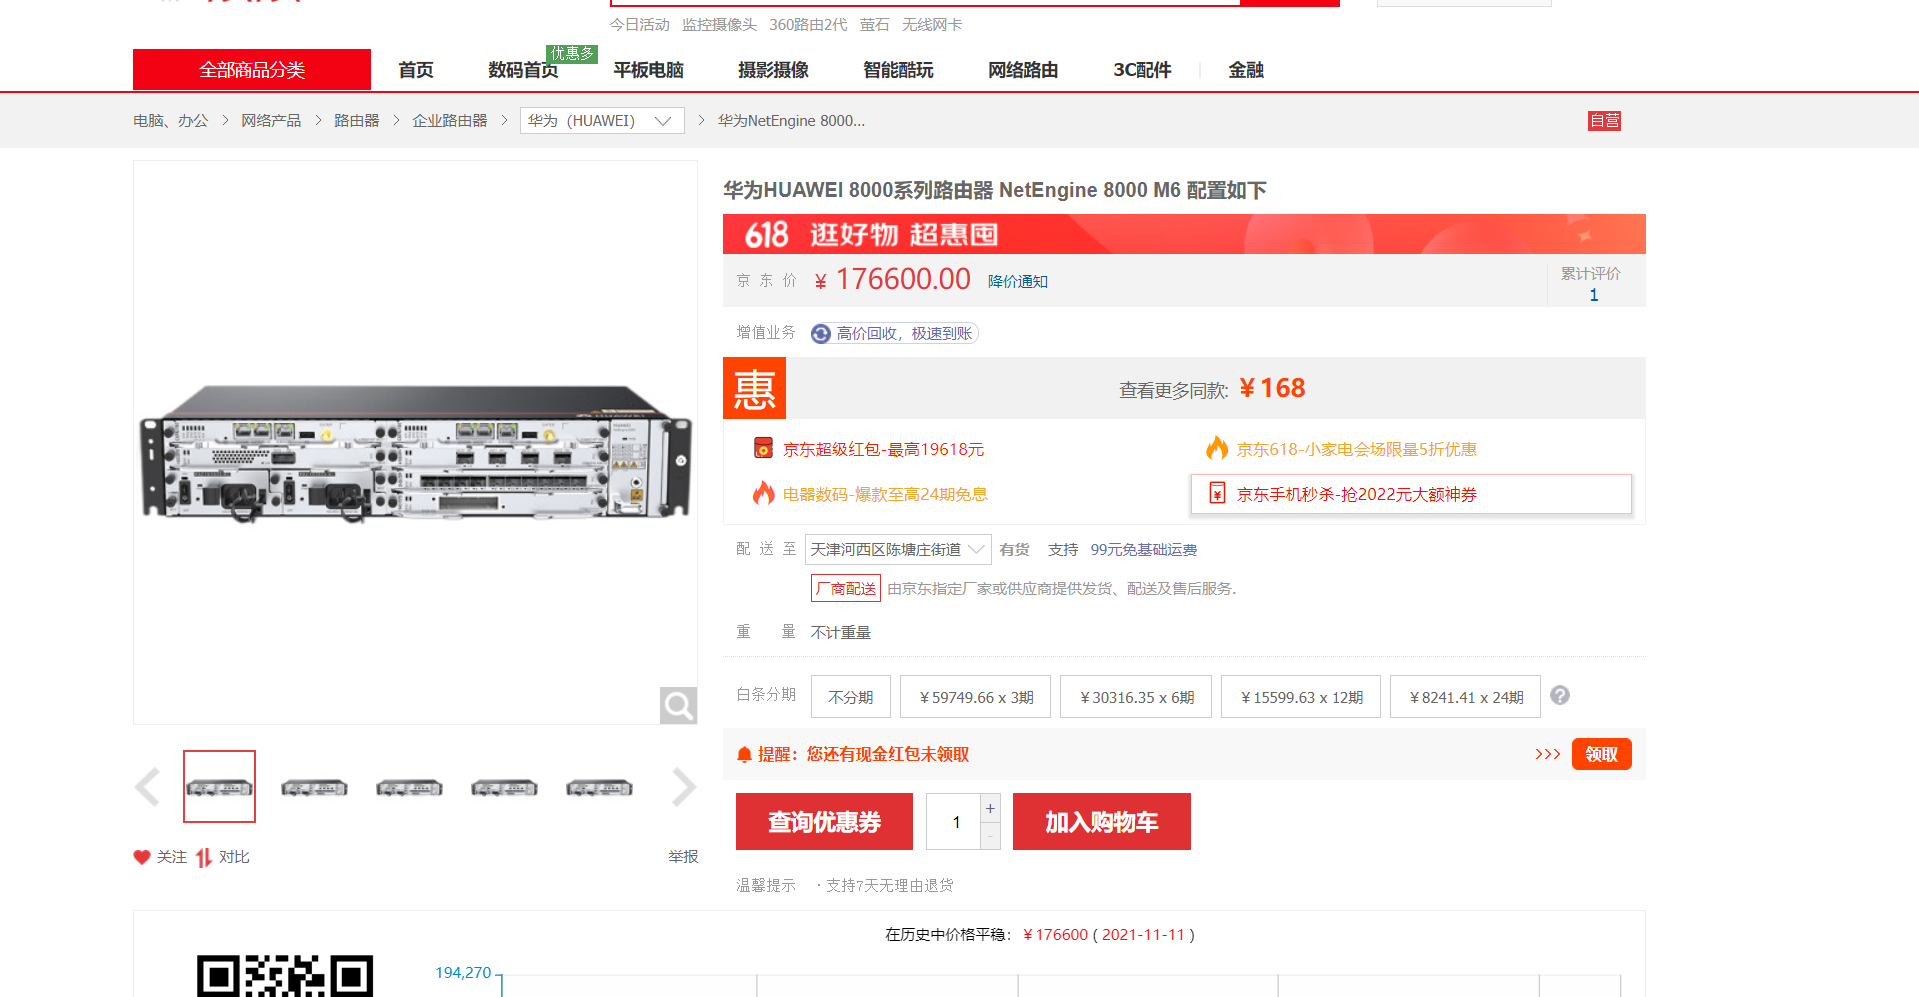 今日活动 监控摄像头 360路由2代 萤石 无线网卡
优惠多
全部商品分类 首页 数码首页 平板电脑 摄影摄像 智能酷玩 网络路由 3C配件 金融
电脑、办公 > 网络产品 > 路由器 > 企业路由器 > 华为（HUAWEI） > 华为NetEngine 8000...
自营
华为HUAWEI 8000系列路由器 NetEngine 8000 M6 配置如下
618 逛好物 超惠囤
京东价 ¥ 176600.00 降价通知
累计评价
1
增值业务 高价回收，极速到账
惠 查看更多同款: ¥168
京东超级红包-最高19618元 京东618-小家电会场限量5折优惠
电器数码-爆款至高24期免息 京东手机秒杀-抢2022元大额神券
配送至 天津河西区陈塘庄街道 有货 支持 99元免基础运费
厂商配送 由京东指定厂家或供应商提供发货、配送及售后服务.
重量 不计重量
白条分期 不分期 ¥59749.66 x 3期 ¥30316.35 x 6期 ¥15599.63 x 12期 ¥8241.41 x 24期 ?
提醒：您还有现金红包未领取 >>> 领取
查询优惠券 1 + - 加入购物车
关注 对比 举报
温馨提示 ·支持7天无理由退货
在历史中价格平稳：¥176600 ( 2021-11-11 )
194,270
HUAWEI